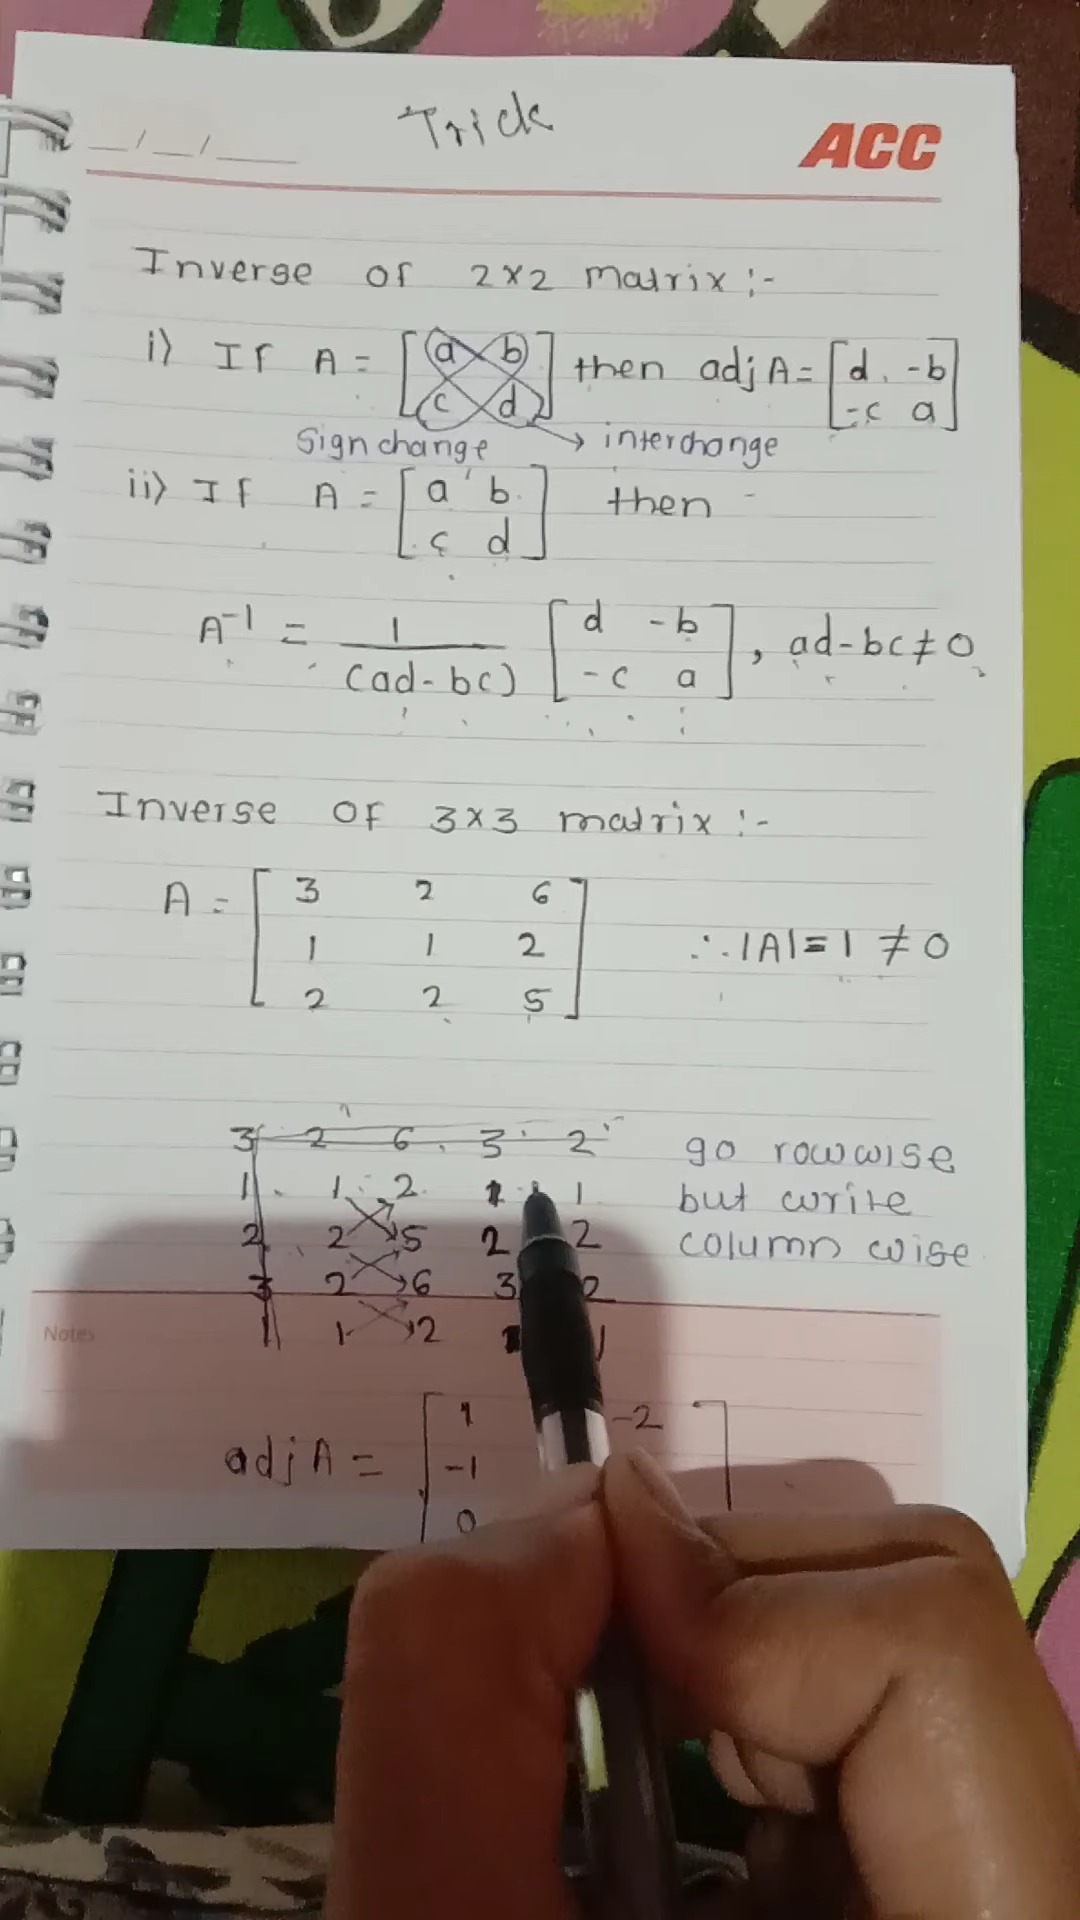 Trick
ACC
Inverse of 2×2 matrix :-
i) If A = [a b] then adj A = [d -b]
[c d] [-c a]
Sign change → interchange
ii) If A = [a b] then
[c d]
A⁻¹ = 1 [d -b], ad-bc≠0
(ad-bc) [-c a]
Inverse of 3×3 matrix :-
A = [3 2 6]
[1 1 2] ∴ |A| = 1 ≠ 0
[2 2 5]
3 2 6 3 2 go rowwise
1 1 2 1 1 but write
2 2 5 2 2 column wise
3 2 6 3 2
1 1 2 1 1
Notes
adj A = [1 -2]
-1
0